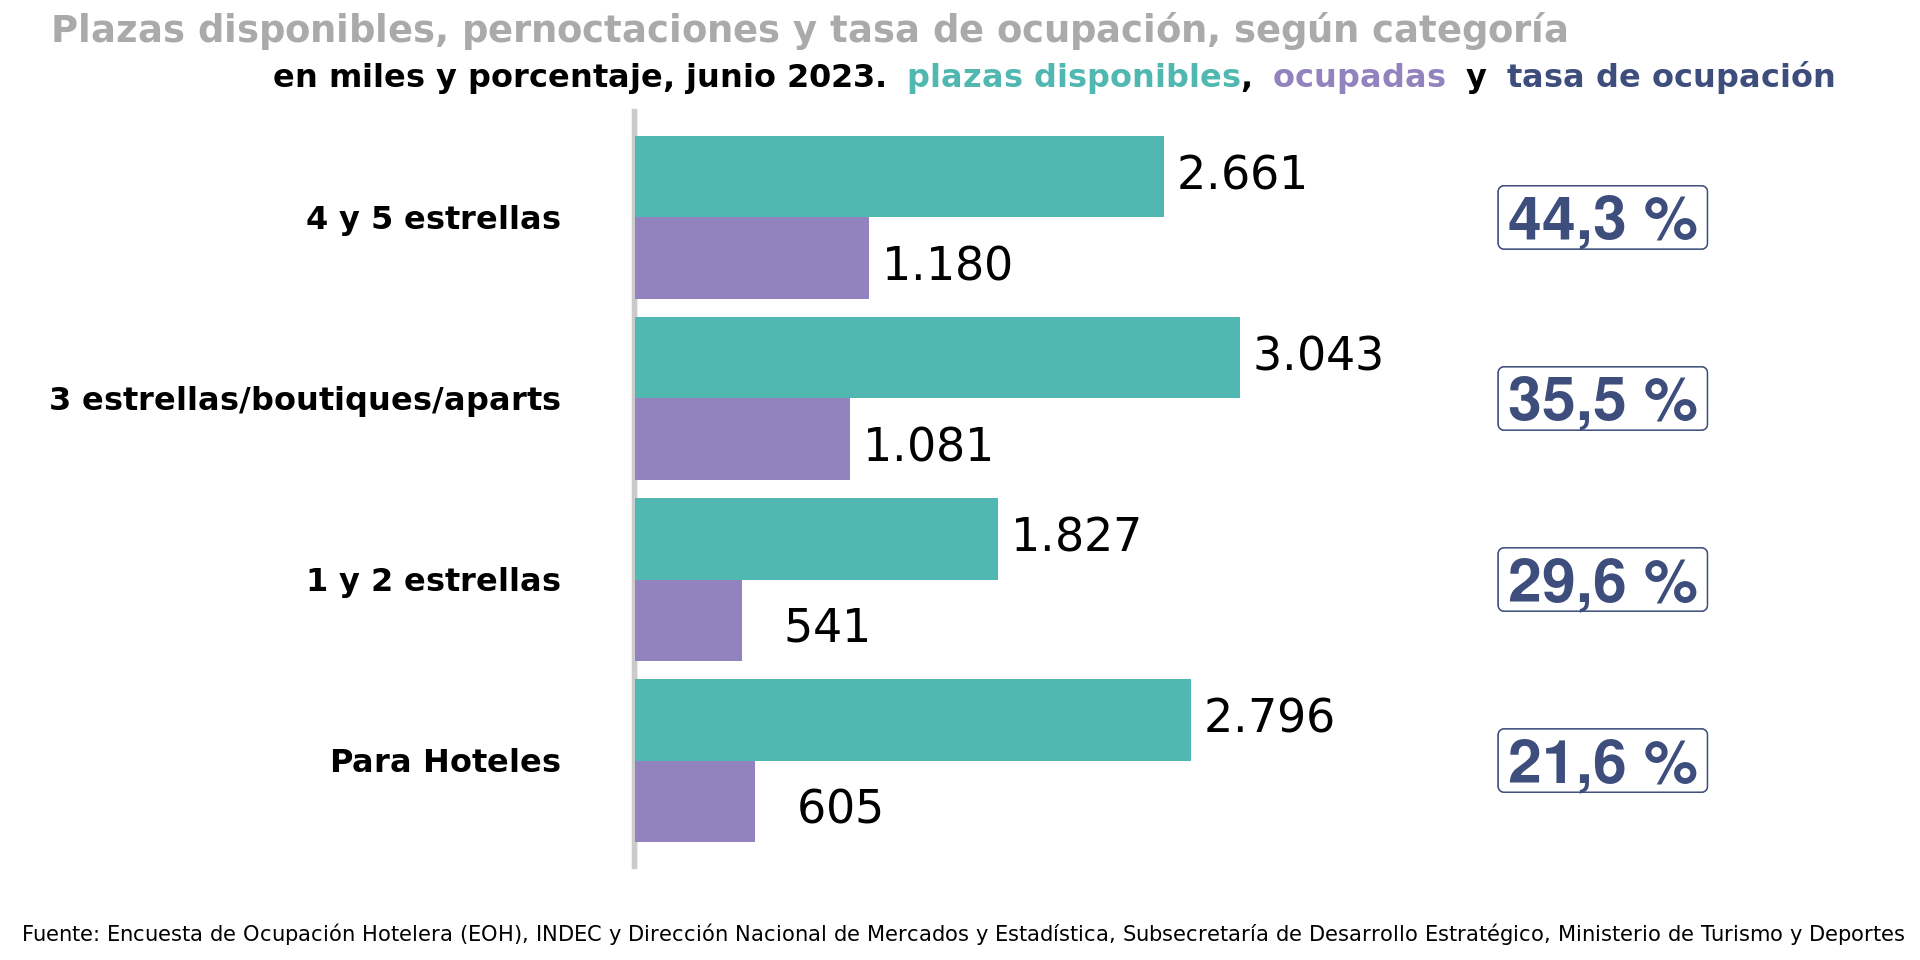 Plazas disponibles, pernoctaciones y tasa de ocupación, según categoría
en miles y porcentaje, junio 2023. plazas disponibles, ocupadas y tasa de ocupación
4 y 5 estrellas
2.661
1.180
44,3 %
3 estrellas/boutiques/aparts
3.043
1.081
35,5 %
1 y 2 estrellas
1.827
541
29,6 %
Para Hoteles
2.796
605
21,6 %
Fuente: Encuesta de Ocupación Hotelera (EOH), INDEC y Dirección Nacional de Mercados y Estadística, Subsecretaría de Desarrollo Estratégico, Ministerio de Turismo y Deportes